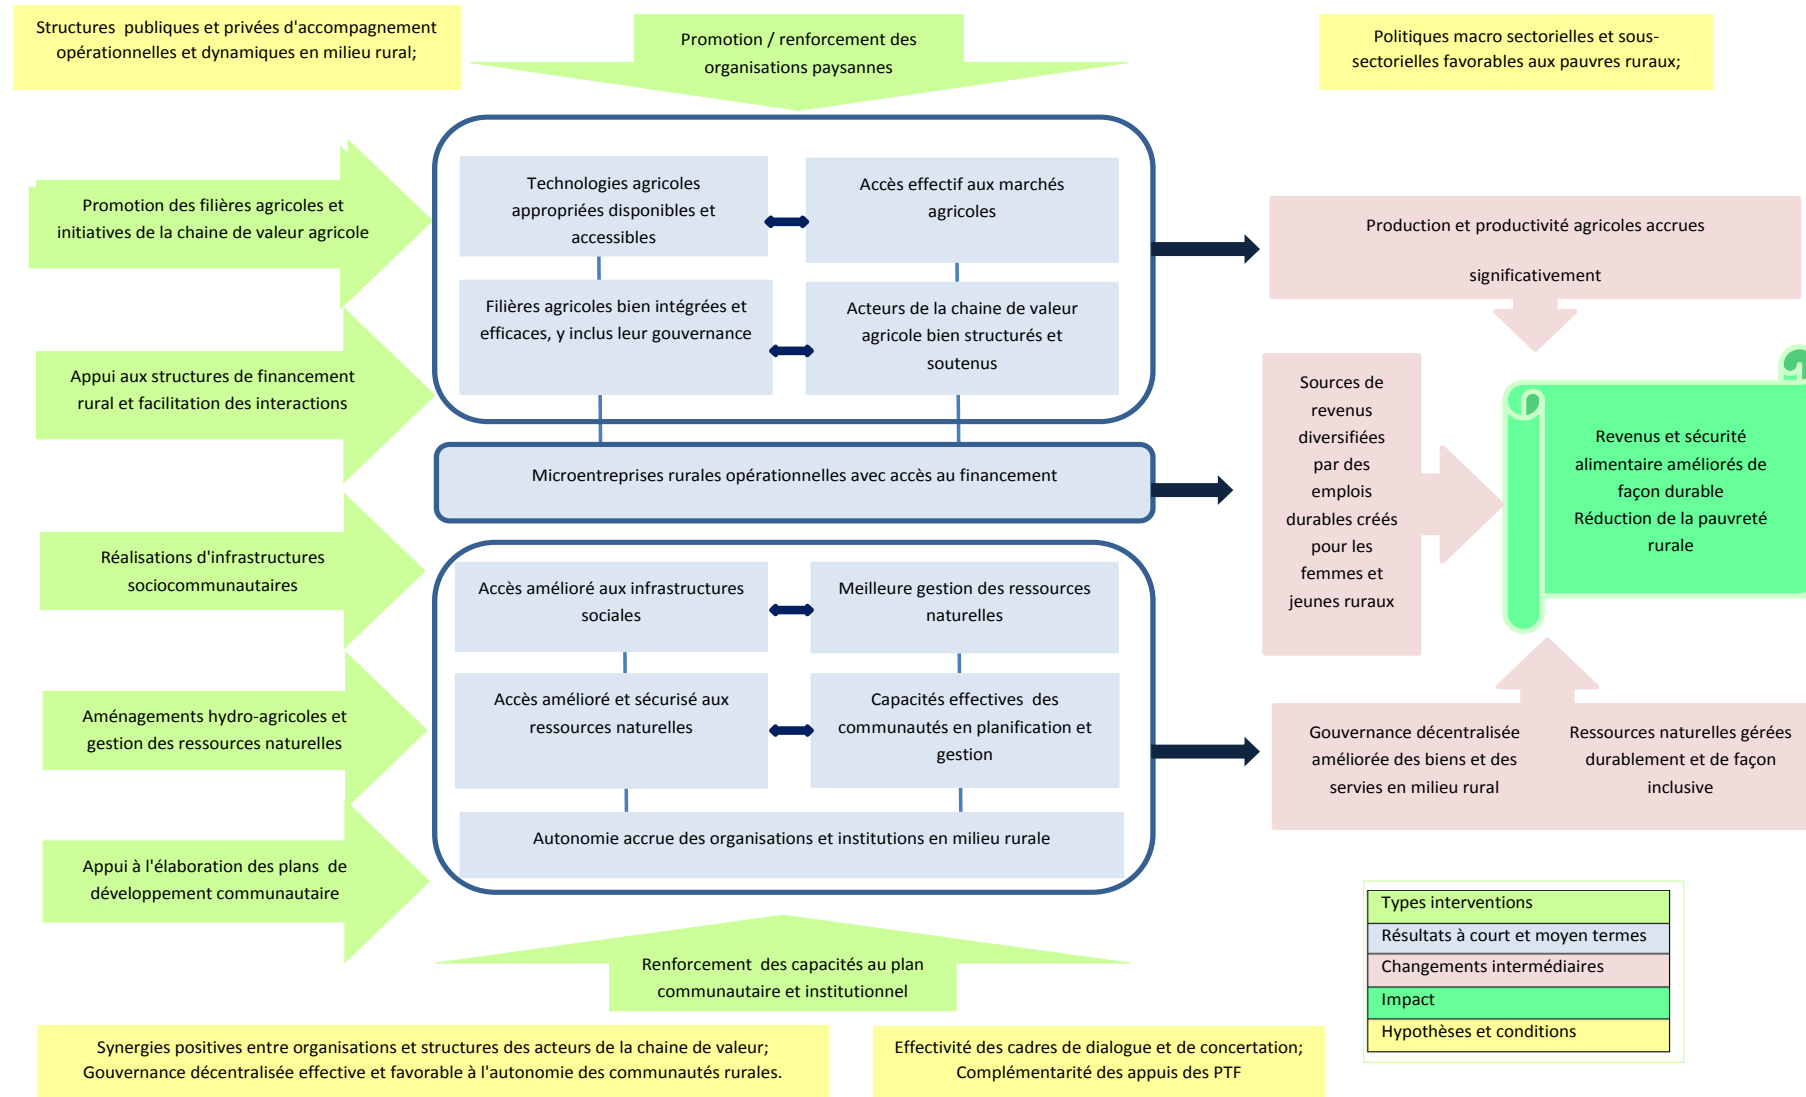 Structures  publiques et privées d'accompagnement
opérationnelles et dynamiques en milieu rural;
Promotion / renforcement des
organisations paysannes
Politiques macro sectorielles et sous-
sectorielles favorables aux pauvres ruraux;
Promotion des filières agricoles et
initiatives de la chaine de valeur agricole
Appui aux structures de financement
rural et facilitation des interactions
Réalisations d'infrastructures
sociocommunautaires
Aménagements hydro-agricoles et
gestion des ressources naturelles
Appui à l'élaboration des plans  de
développement communautaire
Technologies agricoles
appropriées disponibles et
accessibles
Accès effectif aux marchés
agricoles
Filières agricoles bien intégrées et
efficaces, y inclus leur gouvernance
Acteurs de la chaine de valeur
agricole bien structurés et
soutenus
Microentreprises rurales opérationnelles avec accès au financement
Accès amélioré aux infrastructures
sociales
Meilleure gestion des ressources
naturelles
Accès amélioré et sécurisé aux
ressources naturelles
Capacités effectives  des
communautés en planification et
gestion
Autonomie accrue des organisations et institutions en milieu rurale
Renforcement  des capacités au plan
communautaire et institutionnel
Production et productivité agricoles accrues
significativement
Sources de
revenus
diversifiées
par des
emplois
durables créés
pour les
femmes et
jeunes ruraux
Revenus et sécurité
alimentaire améliorés de
façon durable
Réduction de la pauvreté
rurale
Gouvernance décentralisée
améliorée des biens et des
servies en milieu rural
Ressources naturelles gérées
durablement et de façon
inclusive
Types interventions
Résultats à court et moyen termes
Changements intermédiaires
Impact
Hypothèses et conditions
Synergies positives entre organisations et structures des acteurs de la chaine de valeur;
Gouvernance décentralisée effective et favorable à l'autonomie des communautés rurales.
Effectivité des cadres de dialogue et de concertation;
Complémentarité des appuis des PTF